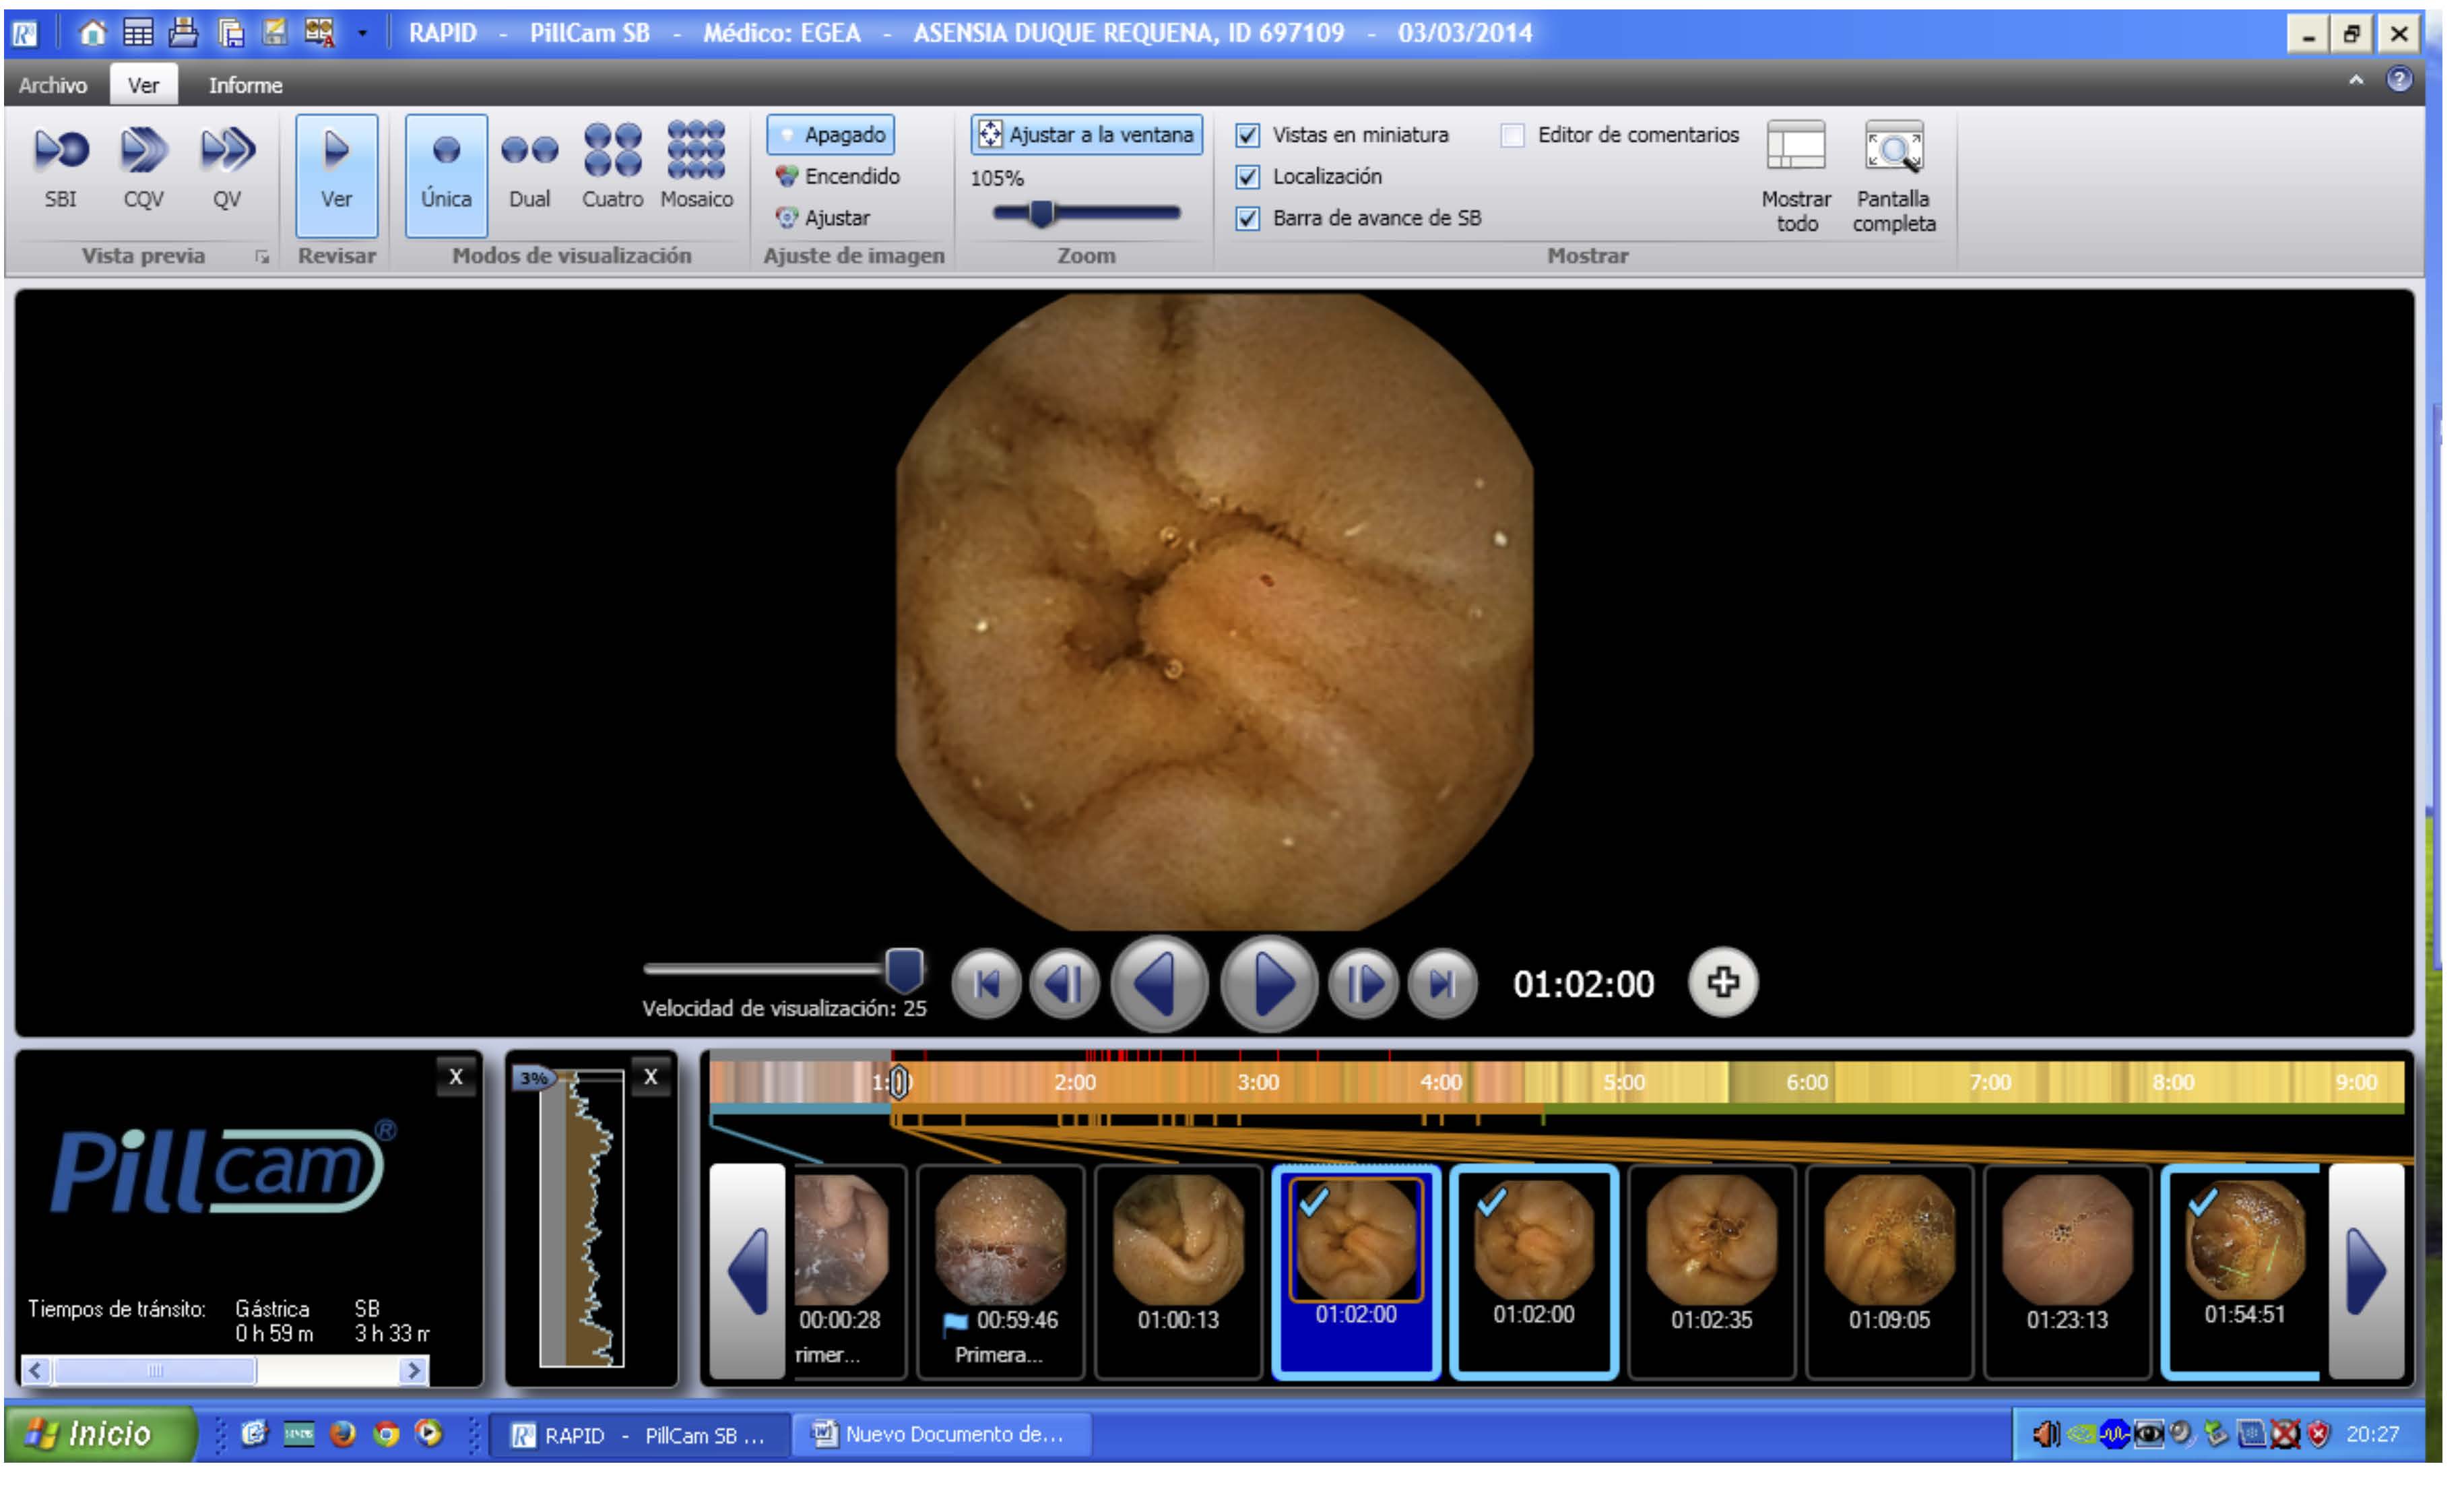 RAPID - PillCam SB - Médico: EGEA - ASENSIA DUQUE REQUENA, ID 697109 - 03/03/2014
Archivo Ver Informe
SBI CQV QV
Vista previa
Ver
Revisar
Única Dual Cuatro Mosaico
Modos de visualización
Apagado
Encendido
Ajustar
Ajuste de imagen
Ajustar a la ventana
105%
Zoom
Vistas en miniatura
Localización
Barra de avance de SB
Editor de comentarios
Mostrar todo
Pantalla completa
Mostrar
Velocidad de visualización: 25
01:02:00
X
Pillcam®
Tiempos de tránsito: Gástrica SB
0 h 59 m 3 h 33 m
3%
X
2:00 3:00 4:00 5:00 6:00 7:00 8:00 9:00
00:00:28
rimer...
00:59:46
Primera...
01:00:13
01:02:00
01:02:00
01:02:35
01:09:05
01:23:13
01:54:51
Inicio
RAPID - PillCam SB ...
Nuevo Documento de...
20:27